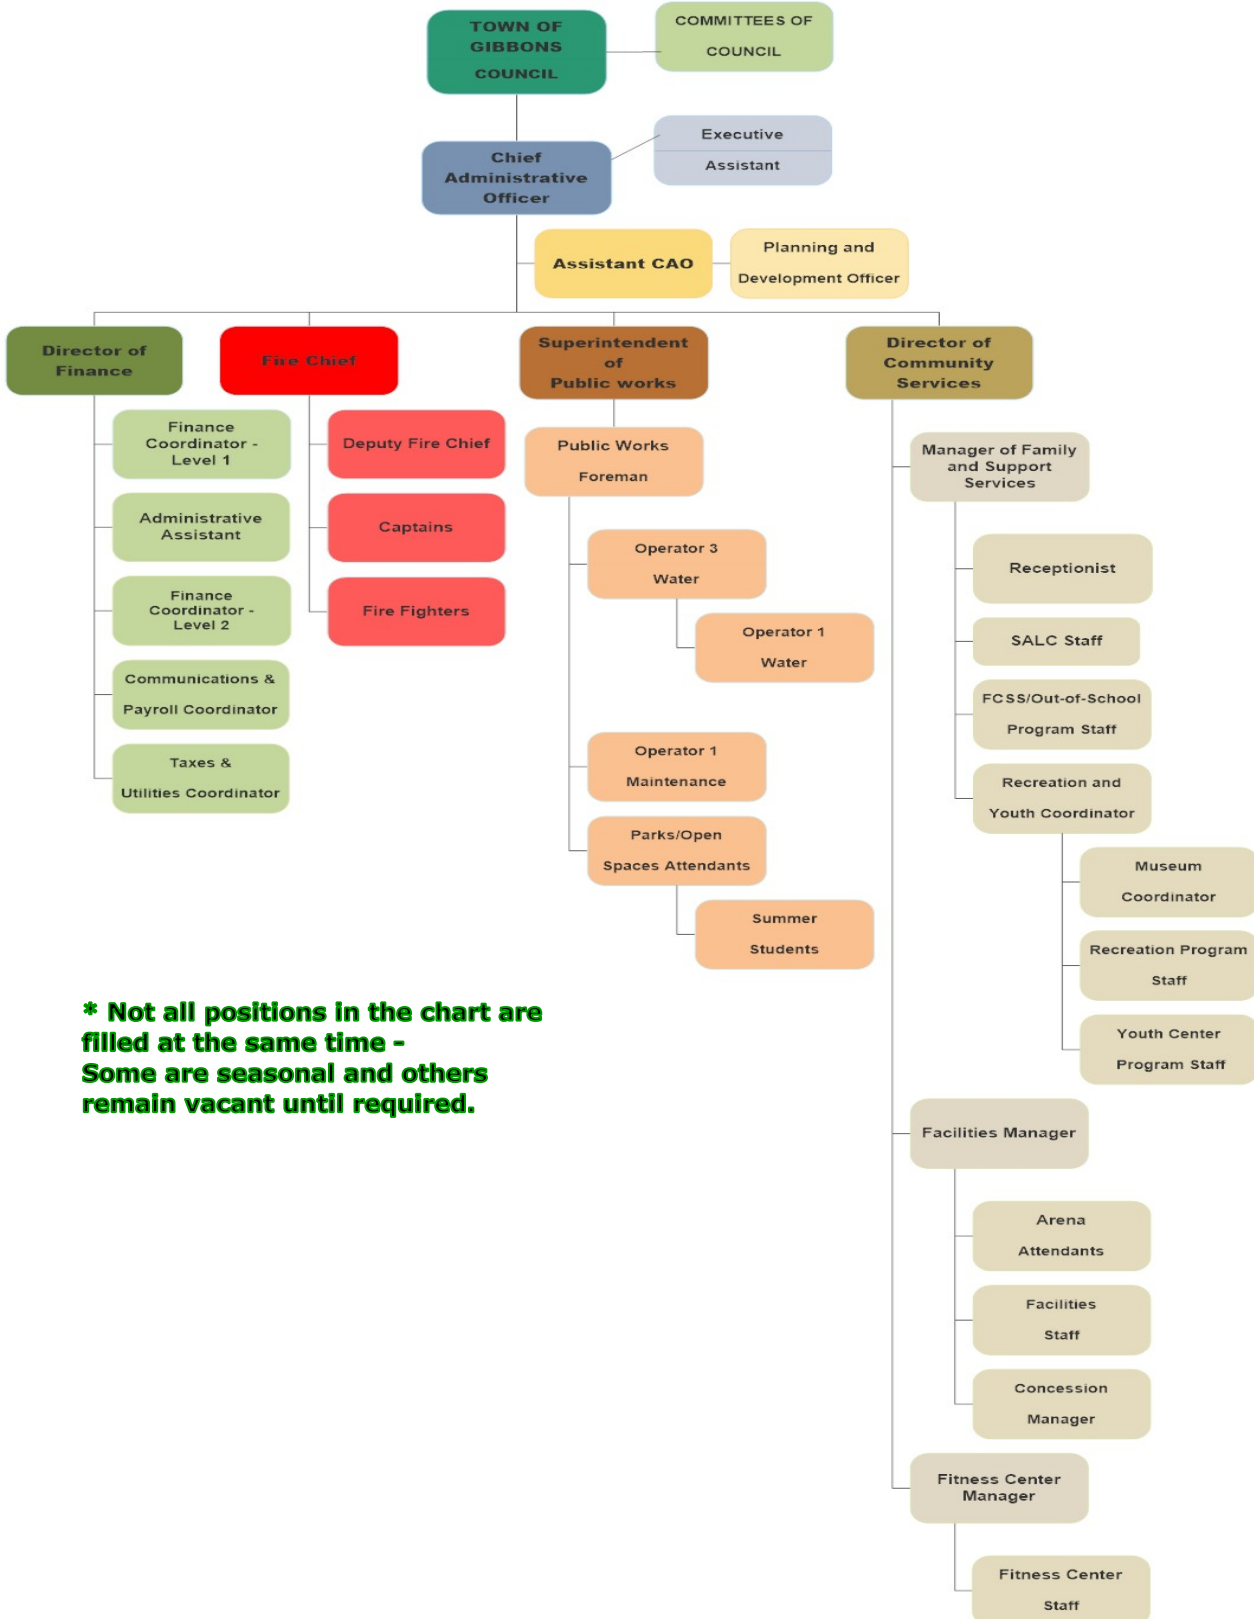 TOWN OF
GIBBONS
COUNCIL
COMMITTEES OF
COUNCIL
Chief
Administrative
Officer
Executive
Assistant
Assistant CAO
Planning and
Development Officer
Director of
Finance
Fire Chief
Superintendent
of
Public works
Director of
Community
Services
Finance
Coordinator -
Level 1
Administrative
Assistant
Finance
Coordinator -
Level 2
Communications &
Payroll Coordinator
Taxes &
Utilities Coordinator
Deputy Fire Chief
Captains
Fire Fighters
Public Works
Foreman
Operator 3
Water
Operator 1
Water
Operator 1
Maintenance
Parks/Open
Spaces Attendants
Summer
Students
Manager of Family
and Support
Services
Receptionist
SALC Staff
FCSS/Out-of-School
Program Staff
Recreation and
Youth Coordinator
Museum
Coordinator
Recreation Program
Staff
Youth Center
Program Staff
Facilities Manager
Arena
Attendants
Facilities
Staff
Concession
Manager
Fitness Center
Manager
Fitness Center
Staff
* Not all positions in the chart are
filled at the same time -
Some are seasonal and others
remain vacant until required.